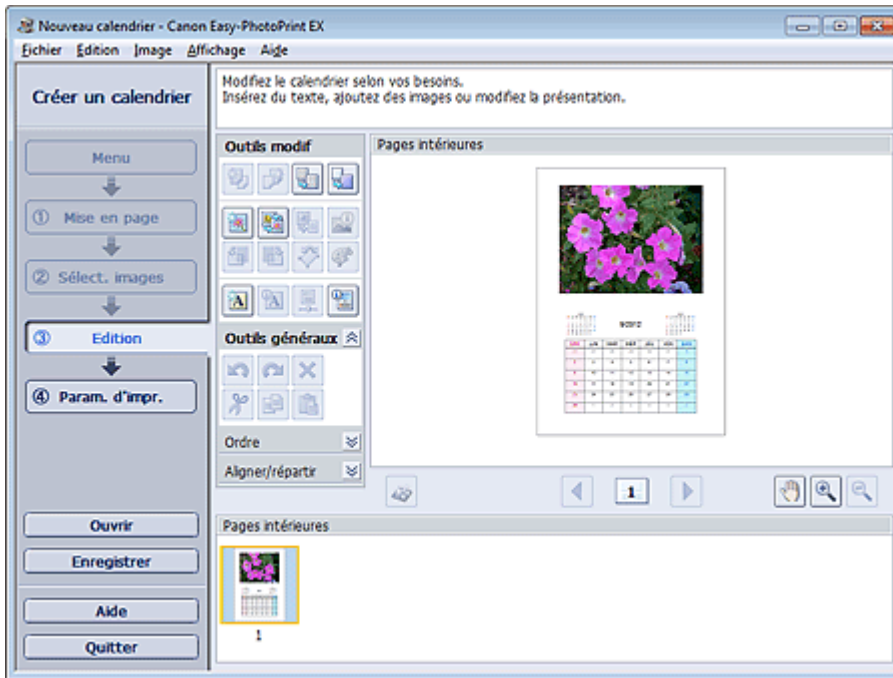 Nouveau calendrier - Canon Easy-PhotoPrint EX
Fichier Edition Image Affichage Aide
Créer un calendrier
Modifiez le calendrier selon vos besoins.
Insérez du texte, ajoutez des images ou modifiez la présentation.
Menu
① Mise en page
② Sélect. images
③ Edition
④ Param. d'impr.
Ouvrir
Enregistrer
Aide
Quitter
Outils modif
Outils généraux
Ordre
Aligner/répartir
Pages intérieures
1
Pages intérieures
1